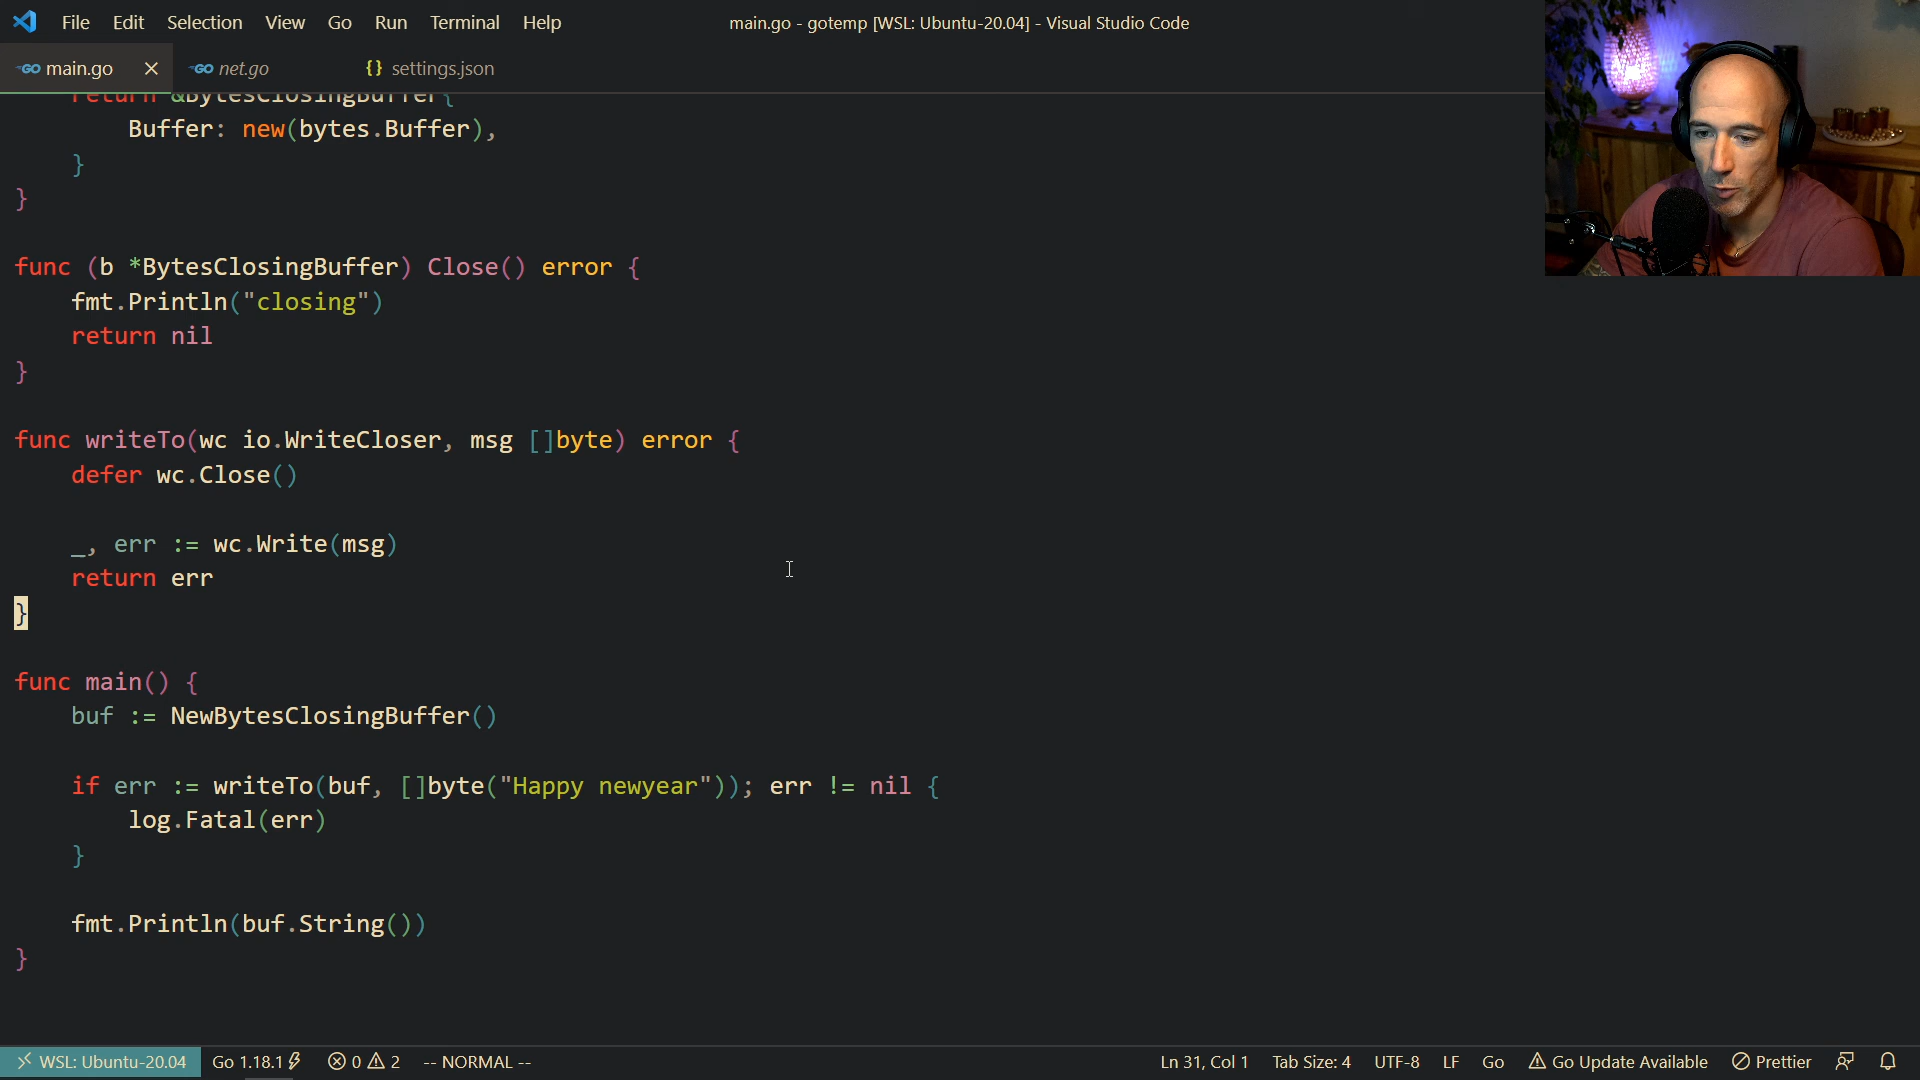 File Edit Selection View Go Run Terminal Help main.go - gotemp [WSL: Ubuntu-20.04] - Visual Studio Code
GO main.go GO net.go {} settings.json
return &BytesClosingBuffer{
Buffer: new(bytes.Buffer),
}
}
func (b *BytesClosingBuffer) Close() error {
fmt.Println("closing")
return nil
}
func writeTo(wc io.WriteCloser, msg []byte) error {
defer wc.Close()
_, err := wc.Write(msg)
return err
}
func main() {
buf := NewBytesClosingBuffer()
if err := writeTo(buf, []byte("Happy newyear")); err != nil {
log.Fatal(err)
}
fmt.Println(buf.String())
}
WSL: Ubuntu-20.04 Go 1.18.1 0 2 -- NORMAL -- Ln 31, Col 1 Tab Size: 4 UTF-8 LF Go Go Update Available Prettier